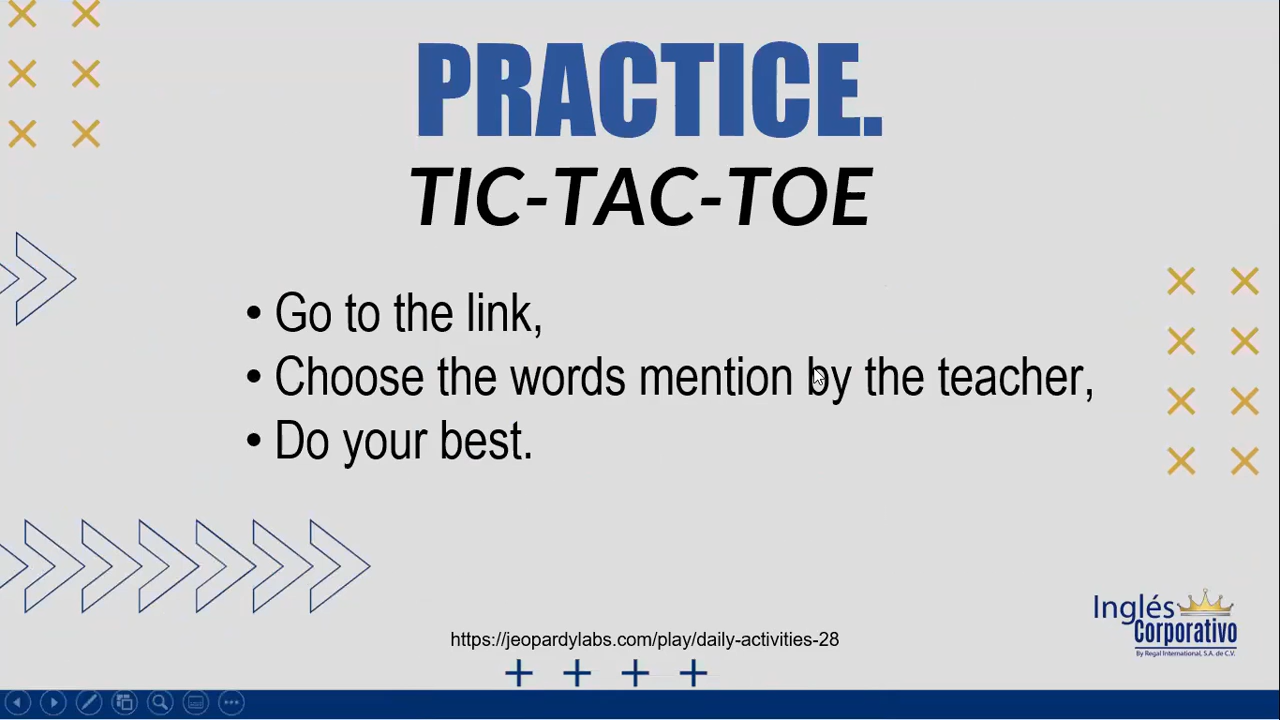 PRACTICE.
TIC-TAC-TOE
• Go to the link,
• Choose the words mention by the teacher,
• Do your best.
Inglés
Corporativo
By Regal International, S.A. de C.V.
https://jeopardylabs.com/play/daily-activities-28